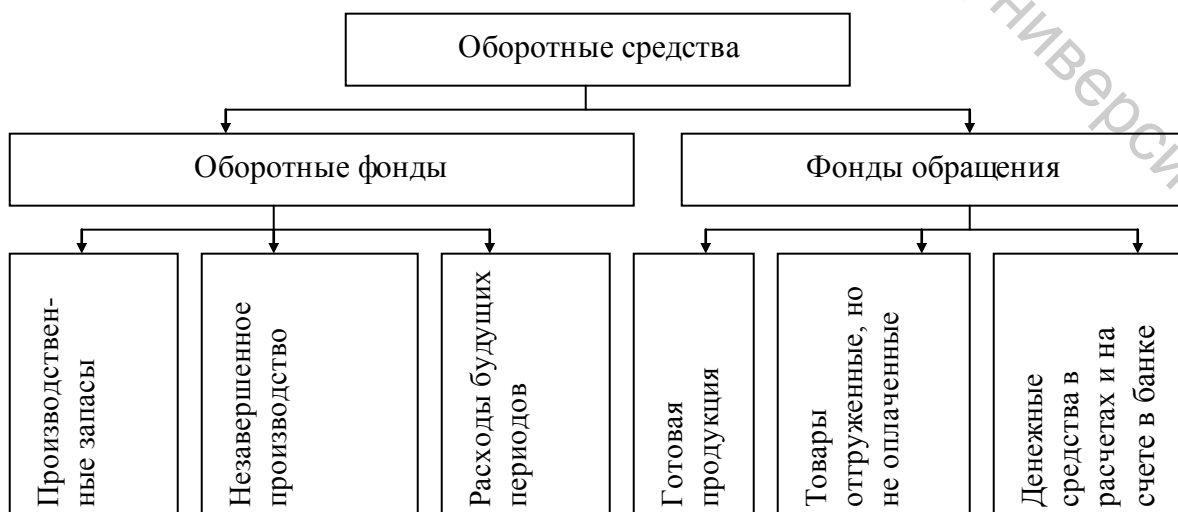 Оборотные средства
Оборотные фонды
Фонды обращения
Производствен-
ные запасы
Незавершенное
производство
Расходы будущих
периодов
Готовая
продукция
Товары
отгруженные, но
не оплаченные
Денежные
средства в
расчетах и на
счете в банке